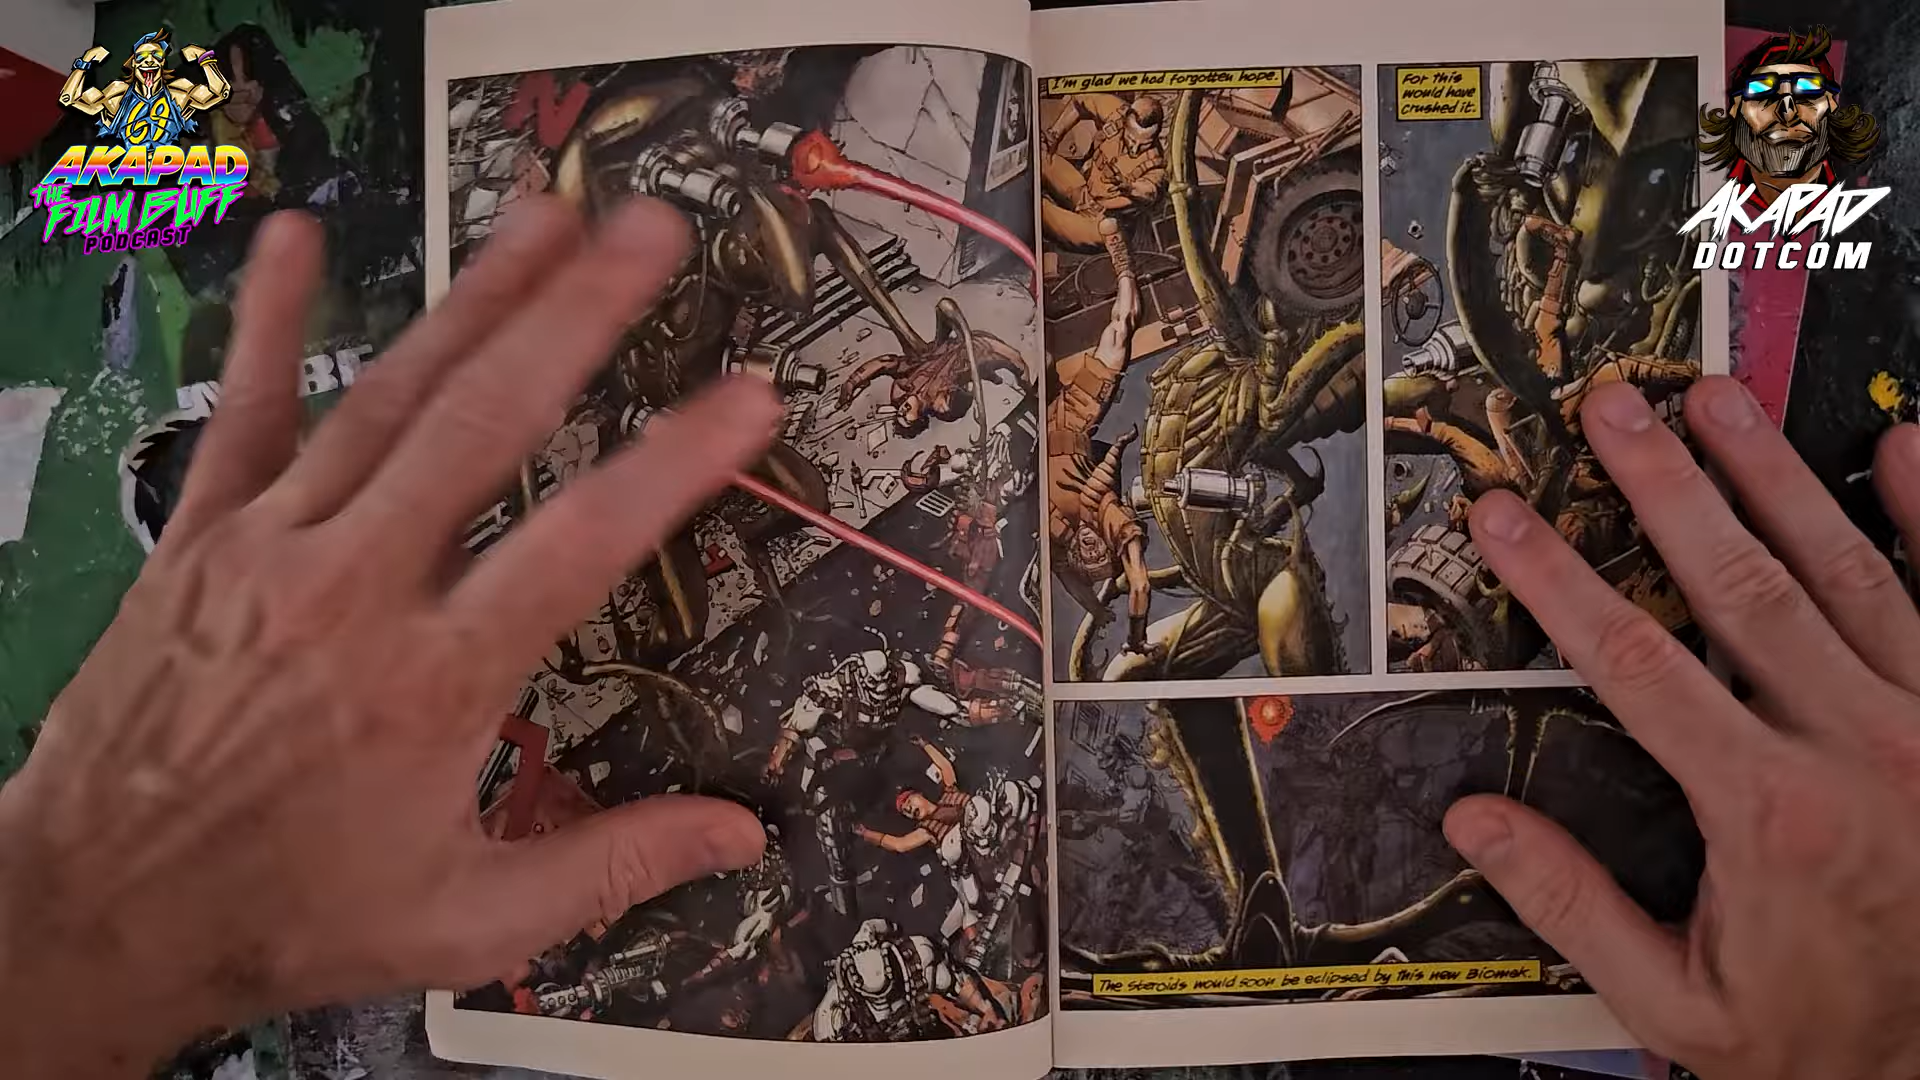 AKAPAD
THE
FILM BUFF
PODCAST
I'm glad we had forgotten hope.
For this
would have
crushed it.
AKAPAD
DOTCOM
The Steroids would soon be eclipsed by this new Biomek.